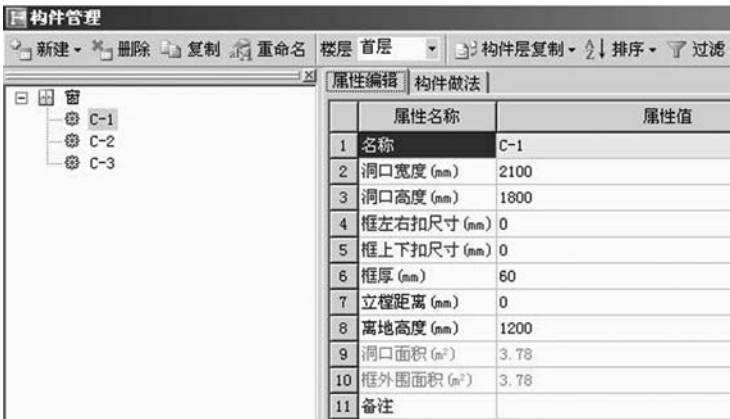 构件管理
新建 删除 复制 重命名 楼层 首层 构件层复制 排序 过滤
属性编辑 构件做法
窗
C-1
C-2
C-3
属性名称 属性值
1 名称 C-1
2 洞口宽度(mm) 2100
3 洞口高度(mm) 1800
4 框左右扣尺寸(mm) 0
5 框上下扣尺寸(mm) 0
6 框厚(mm) 60
7 立樘距离(mm) 0
8 离地高度(mm) 1200
9 洞口面积(m²) 3.78
10 框外围面积(m²) 3.78
11 备注